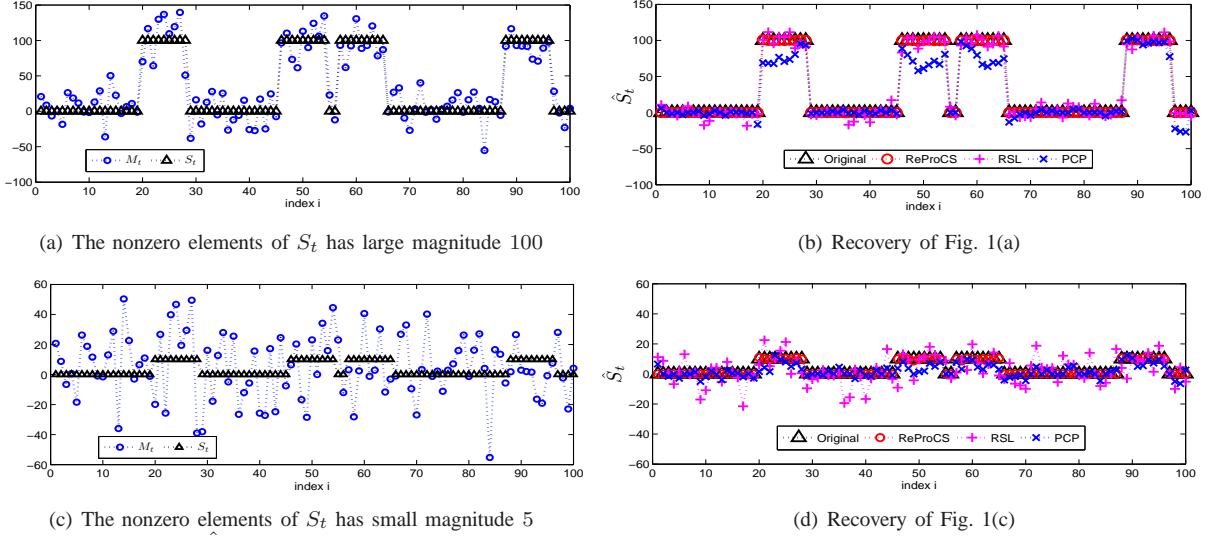 150
100
50
0
−50
−100
0 10 20 30 40 50 60 70 80 90 100
index i
M_t S_t
(a) The nonzero elements of S_t has large magnitude 100
150
100
50
0
−50
−100
Ŝ_t
0 10 20 30 40 50 60 70 80 90 100
index i
Original ReProCS RSL PCP
(b) Recovery of Fig. 1(a)
60
40
20
0
−20
−40
−60
0 10 20 30 40 50 60 70 80 90 100
index i
M_t S_t
(c) The nonzero elements of S_t has small magnitude 5
60
40
20
0
−20
−40
−60
Ŝ_t
0 10 20 30 40 50 60 70 80 90 100
index i
Original ReProCS RSL PCP
(d) Recovery of Fig. 1(c)